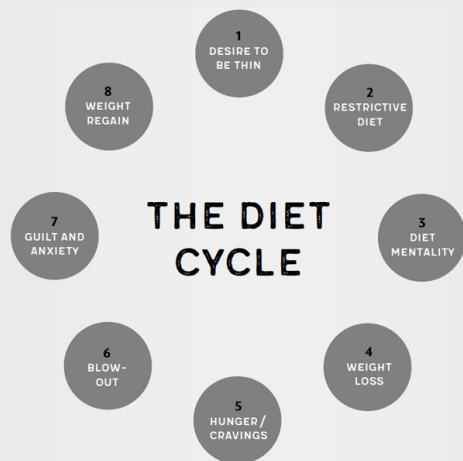 THE DIET
CYCLE
1
DESIRE TO
BE THIN
2
RESTRICTIVE
DIET
3
DIET
MENTALITY
4
WEIGHT
LOSS
5
HUNGER/
CRAVINGS
6
BLOW-
OUT
7
GUILT AND
ANXIETY
8
WEIGHT
REGAIN